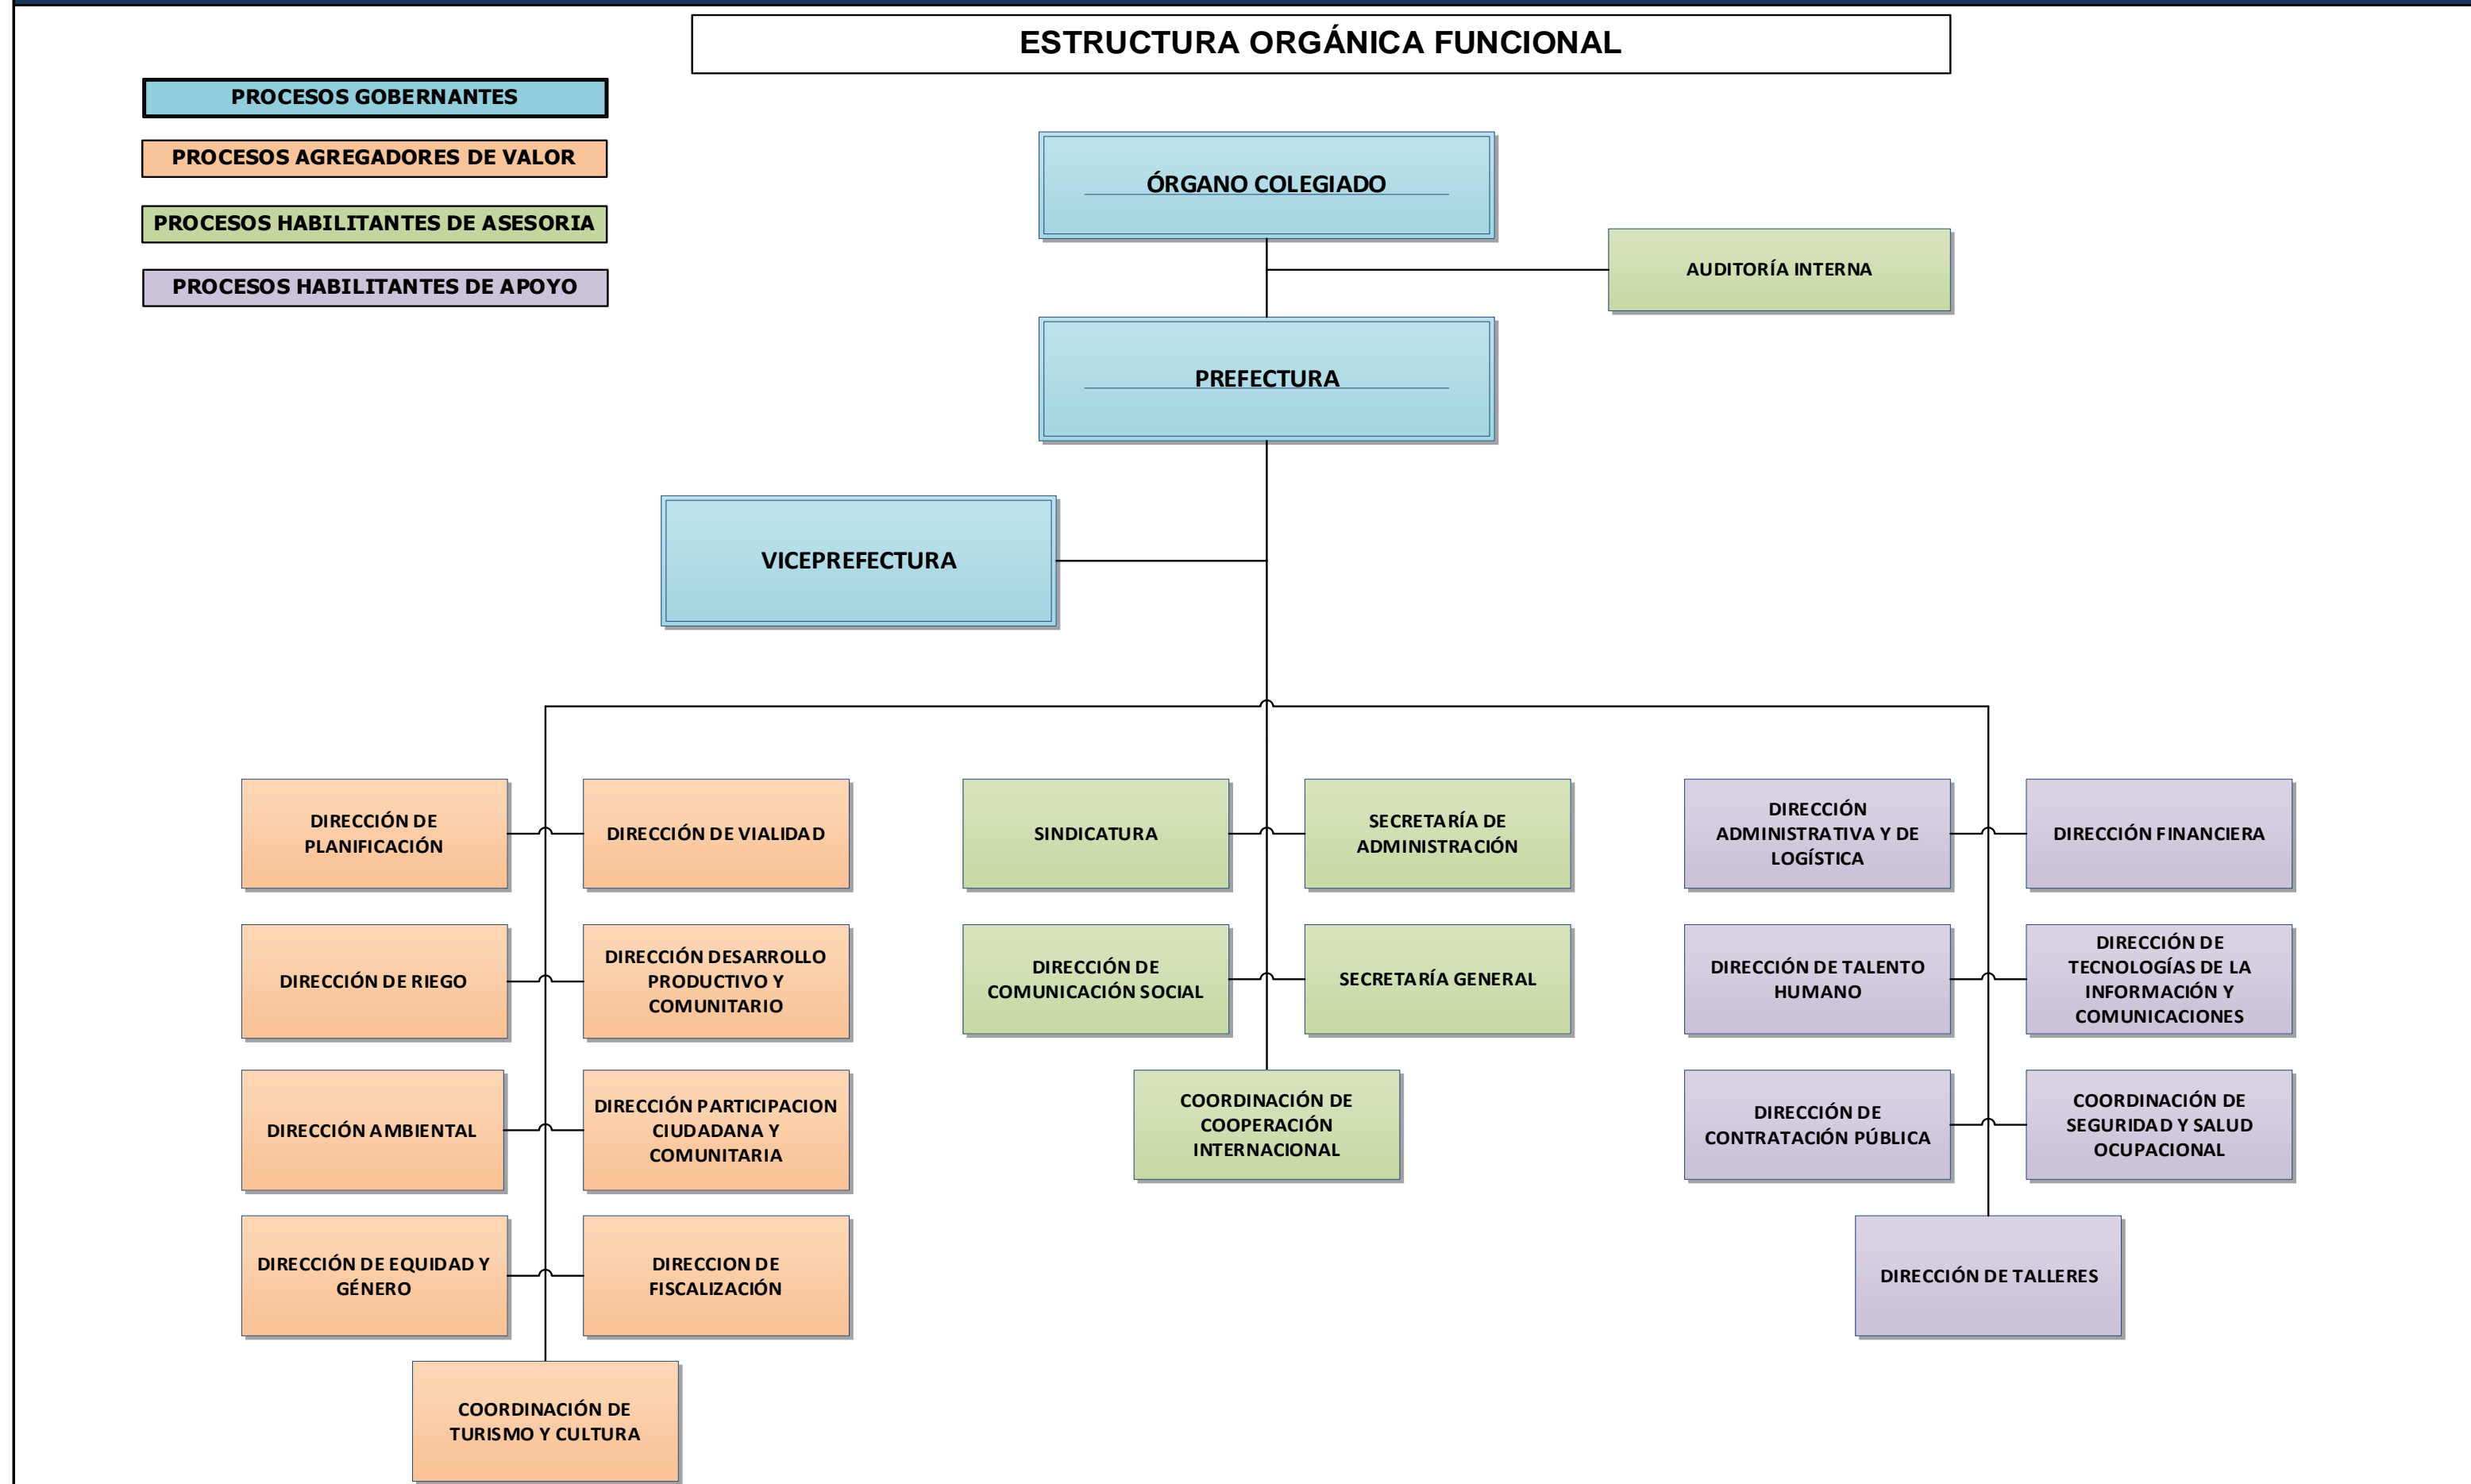 ESTRUCTURA ORGÁNICA FUNCIONAL
PROCESOS GOBERNANTES
PROCESOS AGREGADORES DE VALOR
PROCESOS HABILITANTES DE ASESORIA
PROCESOS HABILITANTES DE APOYO
ÓRGANO COLEGIADO
AUDITORÍA INTERNA
PREFECTURA
VICEPREFECTURA
DIRECCIÓN DE
PLANIFICACIÓN
DIRECCIÓN DE VIALIDAD
SINDICATURA
SECRETARÍA DE
ADMINISTRACIÓN
DIRECCIÓN
ADMINISTRATIVA Y DE
LOGÍSTICA
DIRECCIÓN FINANCIERA
DIRECCIÓN DE RIEGO
DIRECCIÓN DESARROLLO
PRODUCTIVO Y
COMUNITARIO
DIRECCIÓN DE
COMUNICACIÓN SOCIAL
SECRETARÍA GENERAL
DIRECCIÓN DE TALENTO
HUMANO
DIRECCIÓN DE
TECNOLOGÍAS DE LA
INFORMACIÓN Y
COMUNICACIONES
DIRECCIÓN AMBIENTAL
DIRECCIÓN PARTICIPACION
CIUDADANA Y
COMUNITARIA
COORDINACIÓN DE
COOPERACIÓN
INTERNACIONAL
DIRECCIÓN DE
CONTRATACIÓN PÚBLICA
COORDINACIÓN DE
SEGURIDAD Y SALUD
OCUPACIONAL
DIRECCIÓN DE EQUIDAD Y
GÉNERO
DIRECCION DE
FISCALIZACIÓN
DIRECCIÓN DE TALLERES
COORDINACIÓN DE
TURISMO Y CULTURA